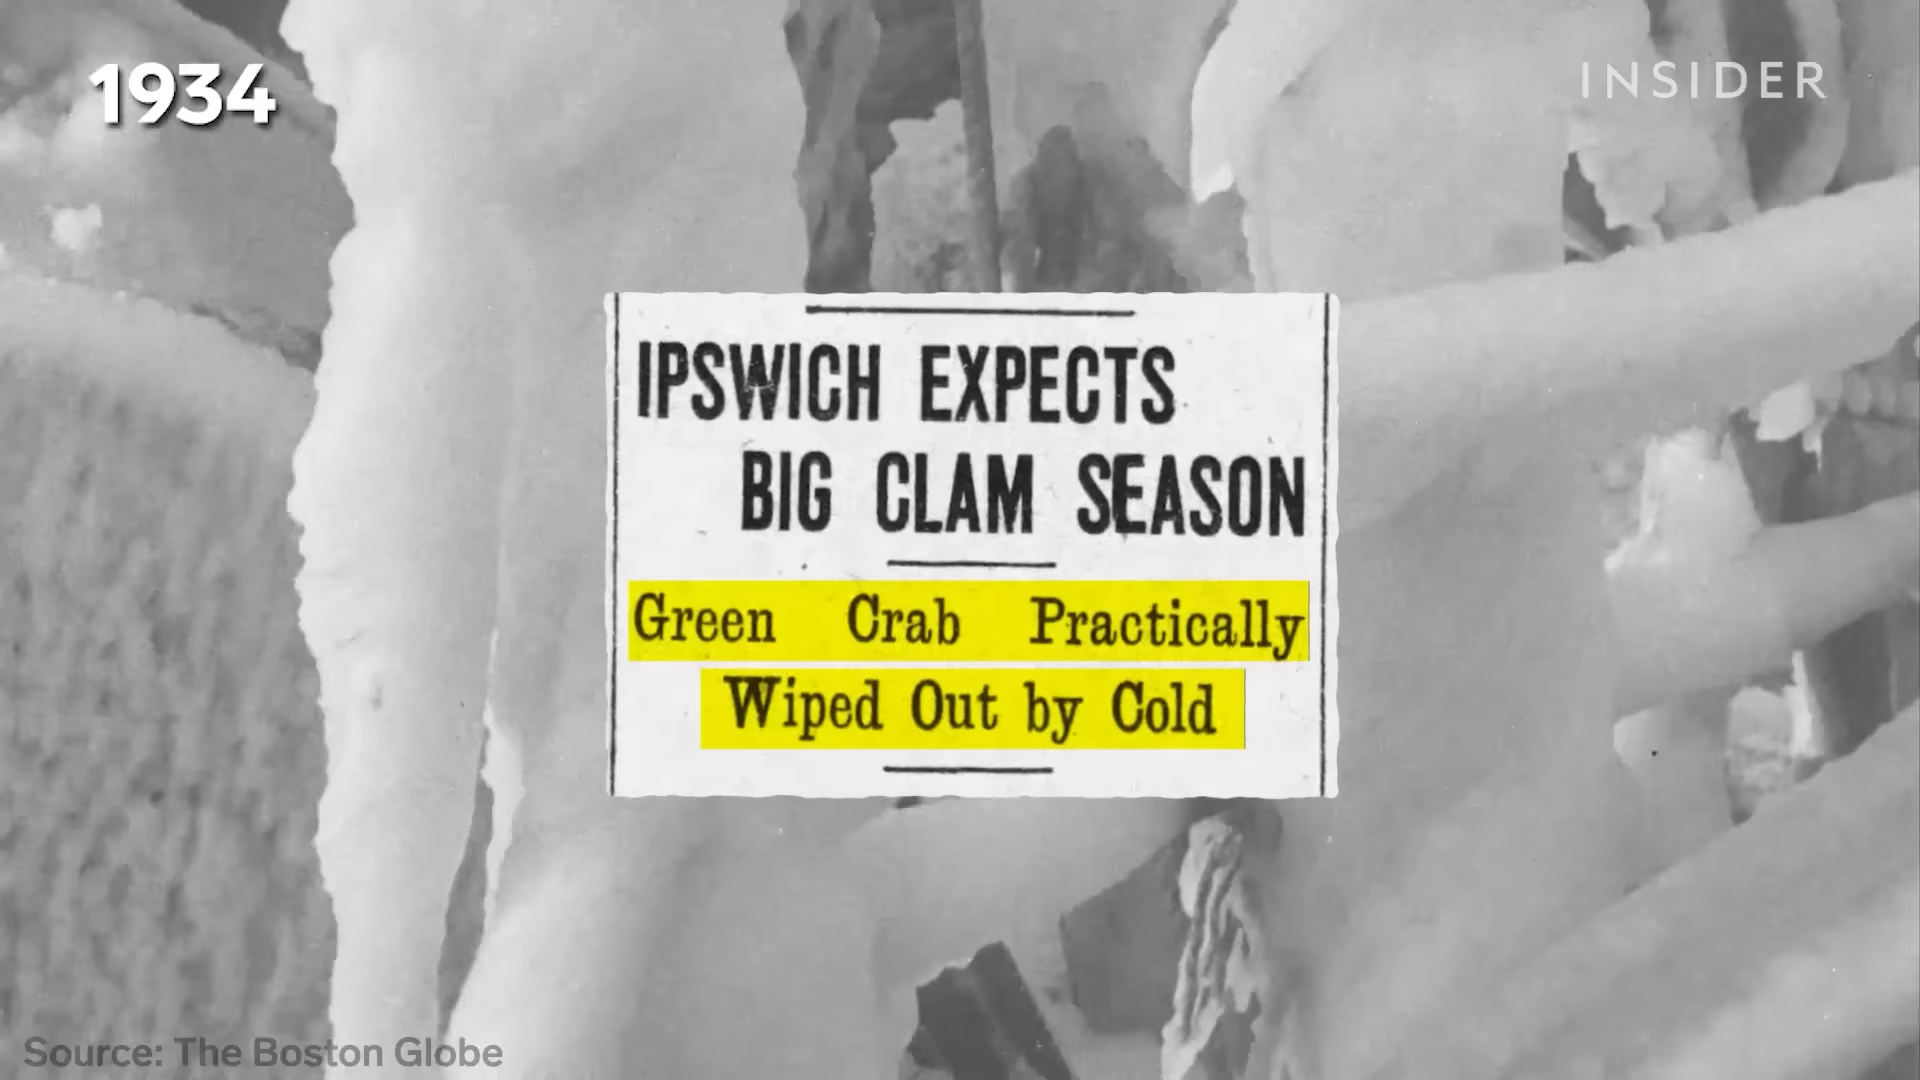 1934
INSIDER
IPSWICH EXPECTS
BIG CLAM SEASON
Green Crab Practically
Wiped Out by Cold
Source: The Boston Globe